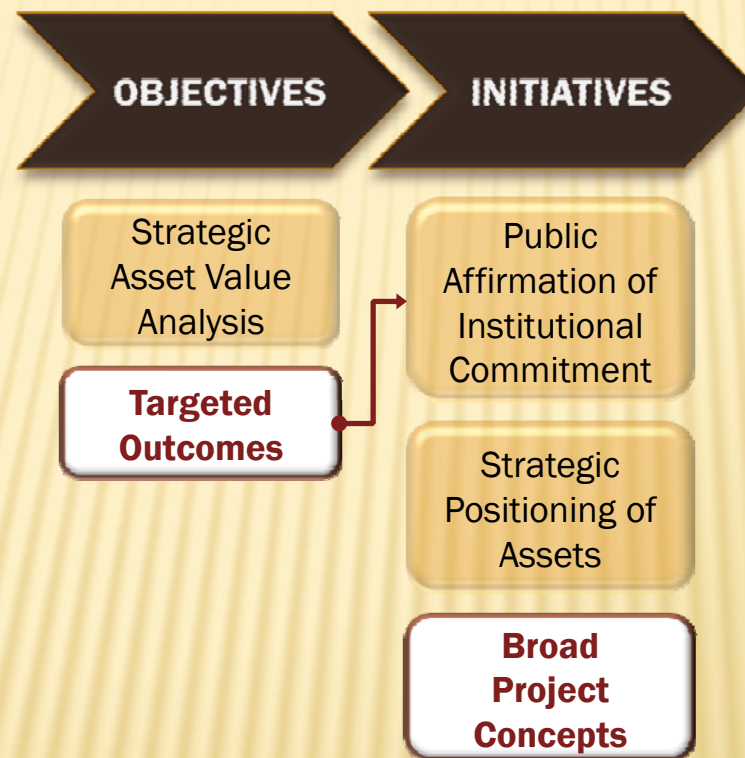 OBJECTIVES
Strategic
Asset Value
Analysis
Targeted
Outcomes
INITIATIVES
Public
Affirmation of
Institutional
Commitment
Strategic
Positioning of
Assets
Broad
Project
Concepts